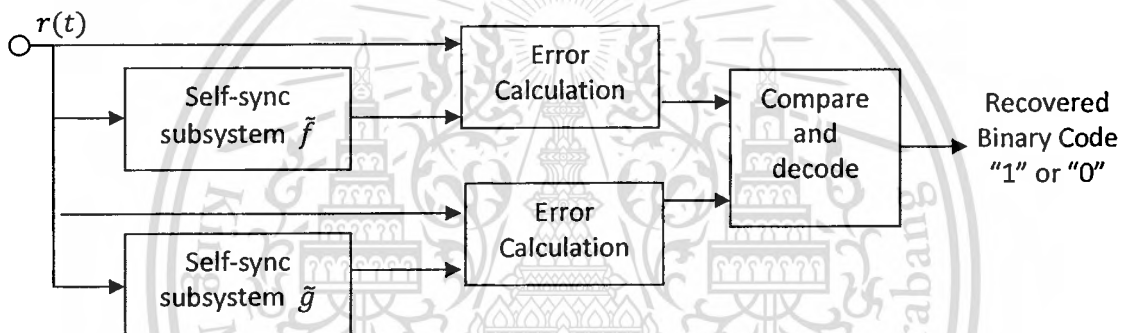 r(t)
Self-sync
subsystem f̃
Error
Calculation
Compare
and
decode
Recovered
Binary Code
"1" or "0"
Self-sync
subsystem g̃
Error
Calculation